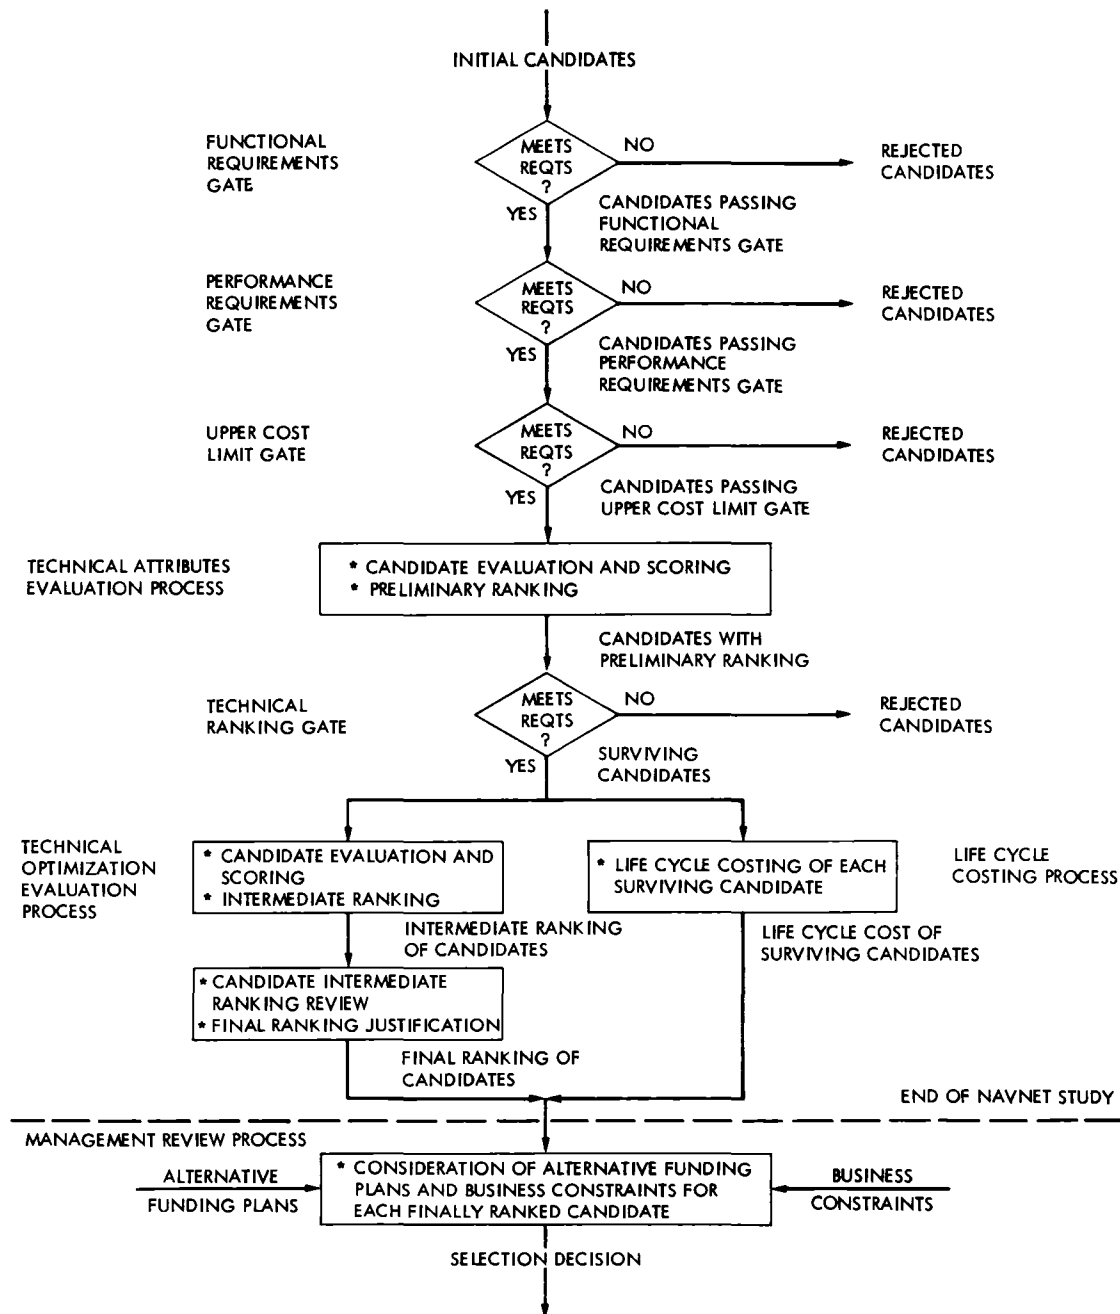 INITIAL CANDIDATES
FUNCTIONAL
REQUIREMENTS
GATE
MEETS
REQTS
?
NO
REJECTED
CANDIDATES
YES
CANDIDATES PASSING
FUNCTIONAL
REQUIREMENTS GATE
PERFORMANCE
REQUIREMENTS
GATE
MEETS
REQTS
?
NO
REJECTED
CANDIDATES
YES
CANDIDATES PASSING
PERFORMANCE
REQUIREMENTS GATE
UPPER COST
LIMIT GATE
MEETS
REQTS
?
NO
REJECTED
CANDIDATES
YES
CANDIDATES PASSING
UPPER COST LIMIT GATE
TECHNICAL ATTRIBUTES
EVALUATION PROCESS
* CANDIDATE EVALUATION AND SCORING
* PRELIMINARY RANKING
CANDIDATES WITH
PRELIMINARY RANKING
TECHNICAL
RANKING GATE
MEETS
REQTS
?
NO
REJECTED
CANDIDATES
YES
SURVIVING
CANDIDATES
TECHNICAL
OPTIMIZATION
EVALUATION
PROCESS
* CANDIDATE EVALUATION AND
SCORING
* INTERMEDIATE RANKING
* LIFE CYCLE COSTING OF EACH
SURVIVING CANDIDATE
LIFE CYCLE
COSTING PROCESS
INTERMEDIATE RANKING
OF CANDIDATES
LIFE CYCLE COST OF
SURVIVING CANDIDATES
* CANDIDATE INTERMEDIATE
RANKING REVIEW
* FINAL RANKING JUSTIFICATION
FINAL RANKING OF
CANDIDATES
END OF NAVNET STUDY
MANAGEMENT REVIEW PROCESS
ALTERNATIVE
FUNDING PLANS
* CONSIDERATION OF ALTERNATIVE FUNDING
PLANS AND BUSINESS CONSTRAINTS FOR
EACH FINALLY RANKED CANDIDATE
BUSINESS
CONSTRAINTS
SELECTION DECISION